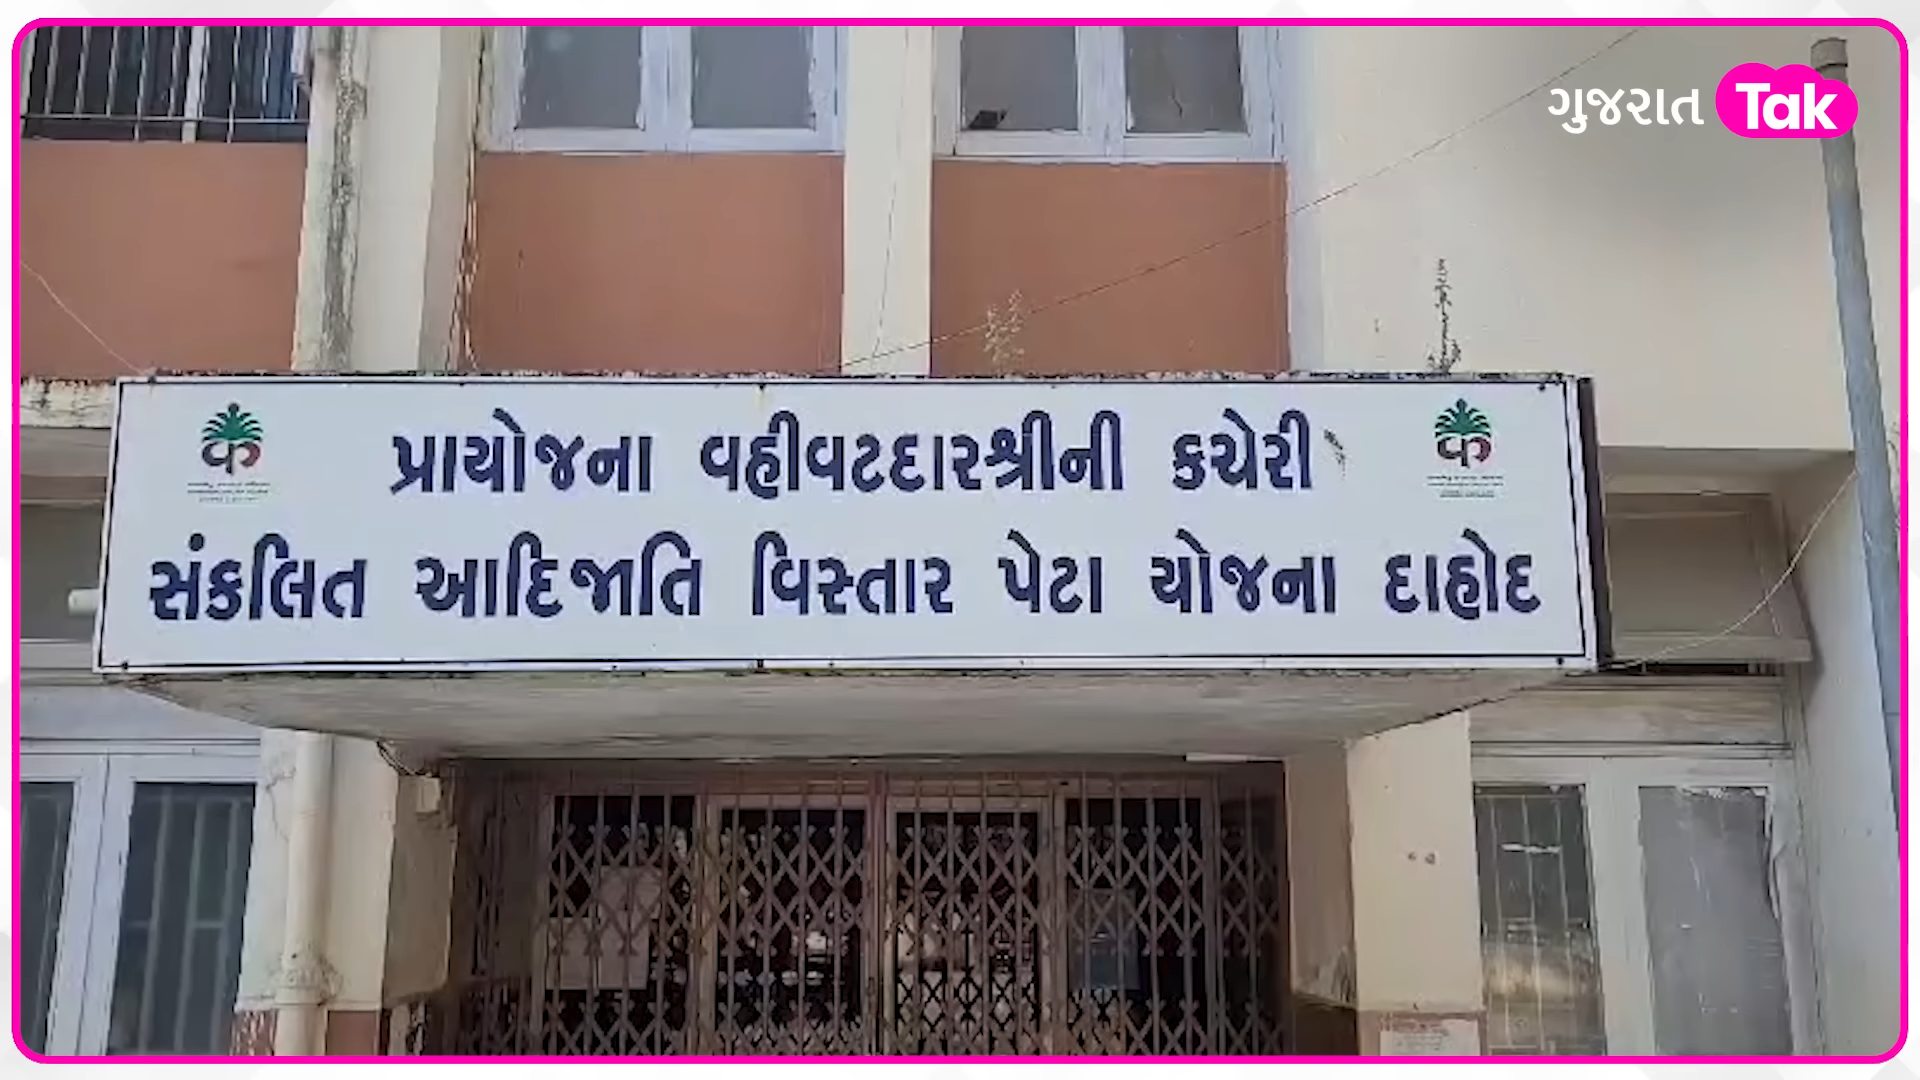 ગુજરાત Tak
પ્રાયોજના વહીવટદારશ્રીની કચેરી
સંકલિત આદિજાતિ વિસ્તાર પેટા યોજના દાહોદ